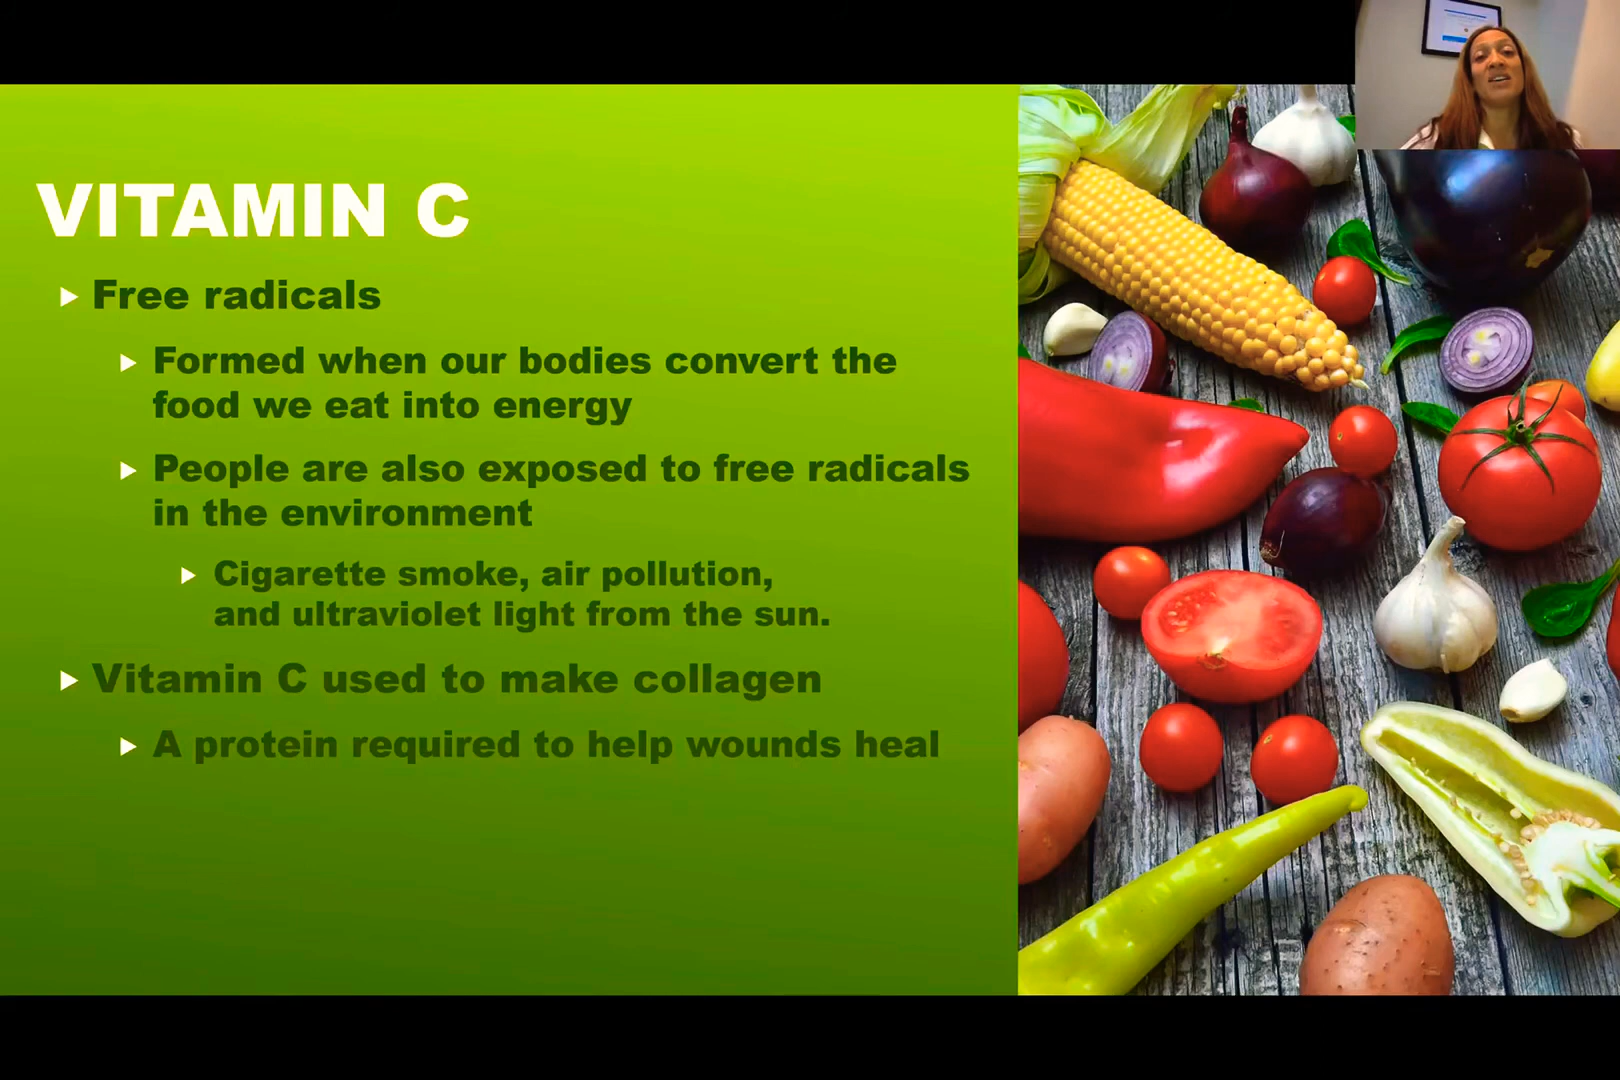 VITAMIN C
Free radicals
Formed when our bodies convert the
food we eat into energy
People are also exposed to free radicals
in the environment
Cigarette smoke, air pollution,
and ultraviolet light from the sun.
Vitamin C used to make collagen
A protein required to help wounds heal